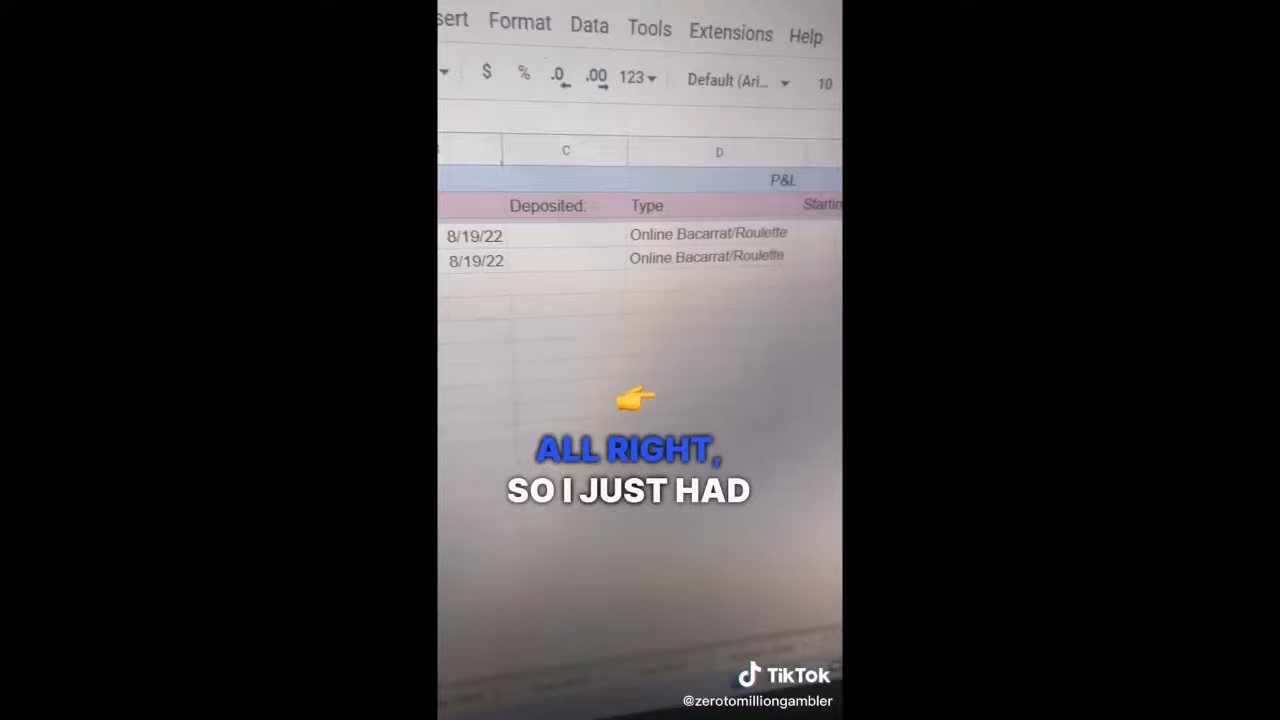 Format Data Tools Extensions Help
$ % .0 .00 123 Default (Ari... 10
C D
P&L
Deposited: Type
8/19/22 Online Bacarrat/Roulette
8/19/22 Online Bacarrat/Roulette
👉
ALL RIGHT,
SO I JUST HAD
TikTok
@zerotomilliongambler